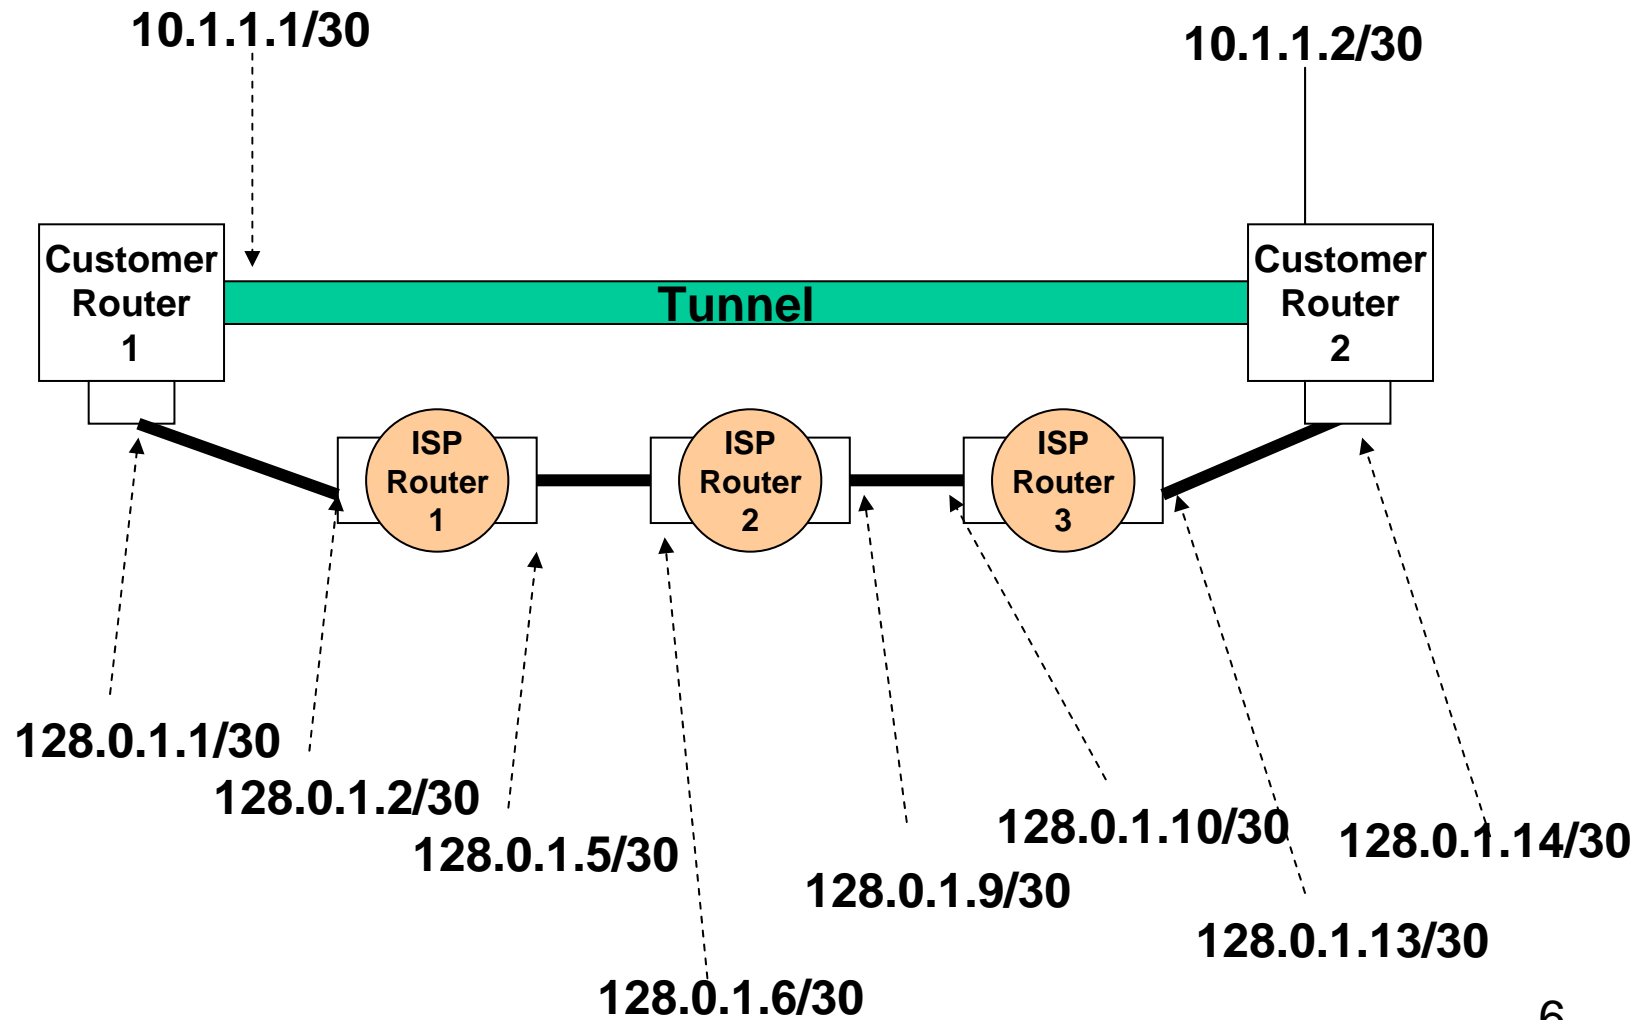 10.1.1.1/30
10.1.1.2/30
Customer
Router
1
Tunnel
Customer
Router
2
ISP
Router
1
ISP
Router
2
ISP
Router
3
128.0.1.1/30
128.0.1.2/30
128.0.1.5/30
128.0.1.6/30
128.0.1.9/30
128.0.1.10/30
128.0.1.13/30
128.0.1.14/30
6